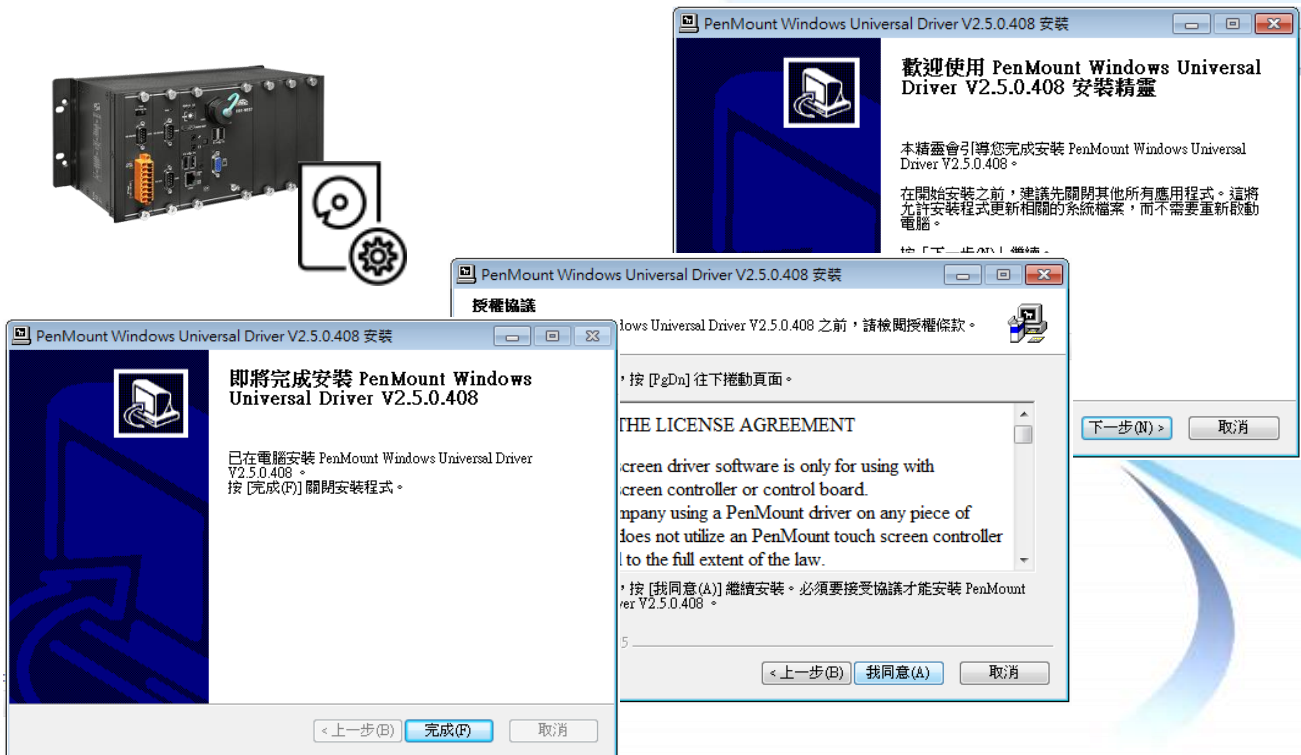 PenMount Windows Universal Driver V2.5.0.408 安裝
歡迎使用 PenMount Windows Universal
Driver V2.5.0.408 安裝精靈
本精靈會引導您完成安裝 PenMount Windows Universal
Driver V2.5.0.408。
在開始安裝之前,建議先關閉其他所有應用程式。這將
允許安裝程式更新相關的系統檔案,而不需要重新啟動
電腦。
按「下一步(N)」繼續。
下一步(N) >
取消
PenMount Windows Universal Driver V2.5.0.408 安裝
授權協議
dows Universal Driver V2.5.0.408 之前,請檢閱授權條款。
,按 [PgDn] 往下捲動頁面。
THE LICENSE AGREEMENT
screen driver software is only for using with
screen controller or control board.
mpany using a PenMount driver on any piece of
does not utilize an PenMount touch screen controller
l to the full extent of the law.
,按 [我同意(A)] 繼續安裝。必須要接受協議才能安裝 PenMount
ver V2.5.0.408。
< 上一步(B)
我同意(A)
取消
PenMount Windows Universal Driver V2.5.0.408 安裝
即將完成安裝 PenMount Windows
Universal Driver V2.5.0.408
已在電腦安裝 PenMount Windows Universal Driver
V2.5.0.408。
按 [完成(F)] 關閉安裝程式。
< 上一步(B)
完成(F)
取消